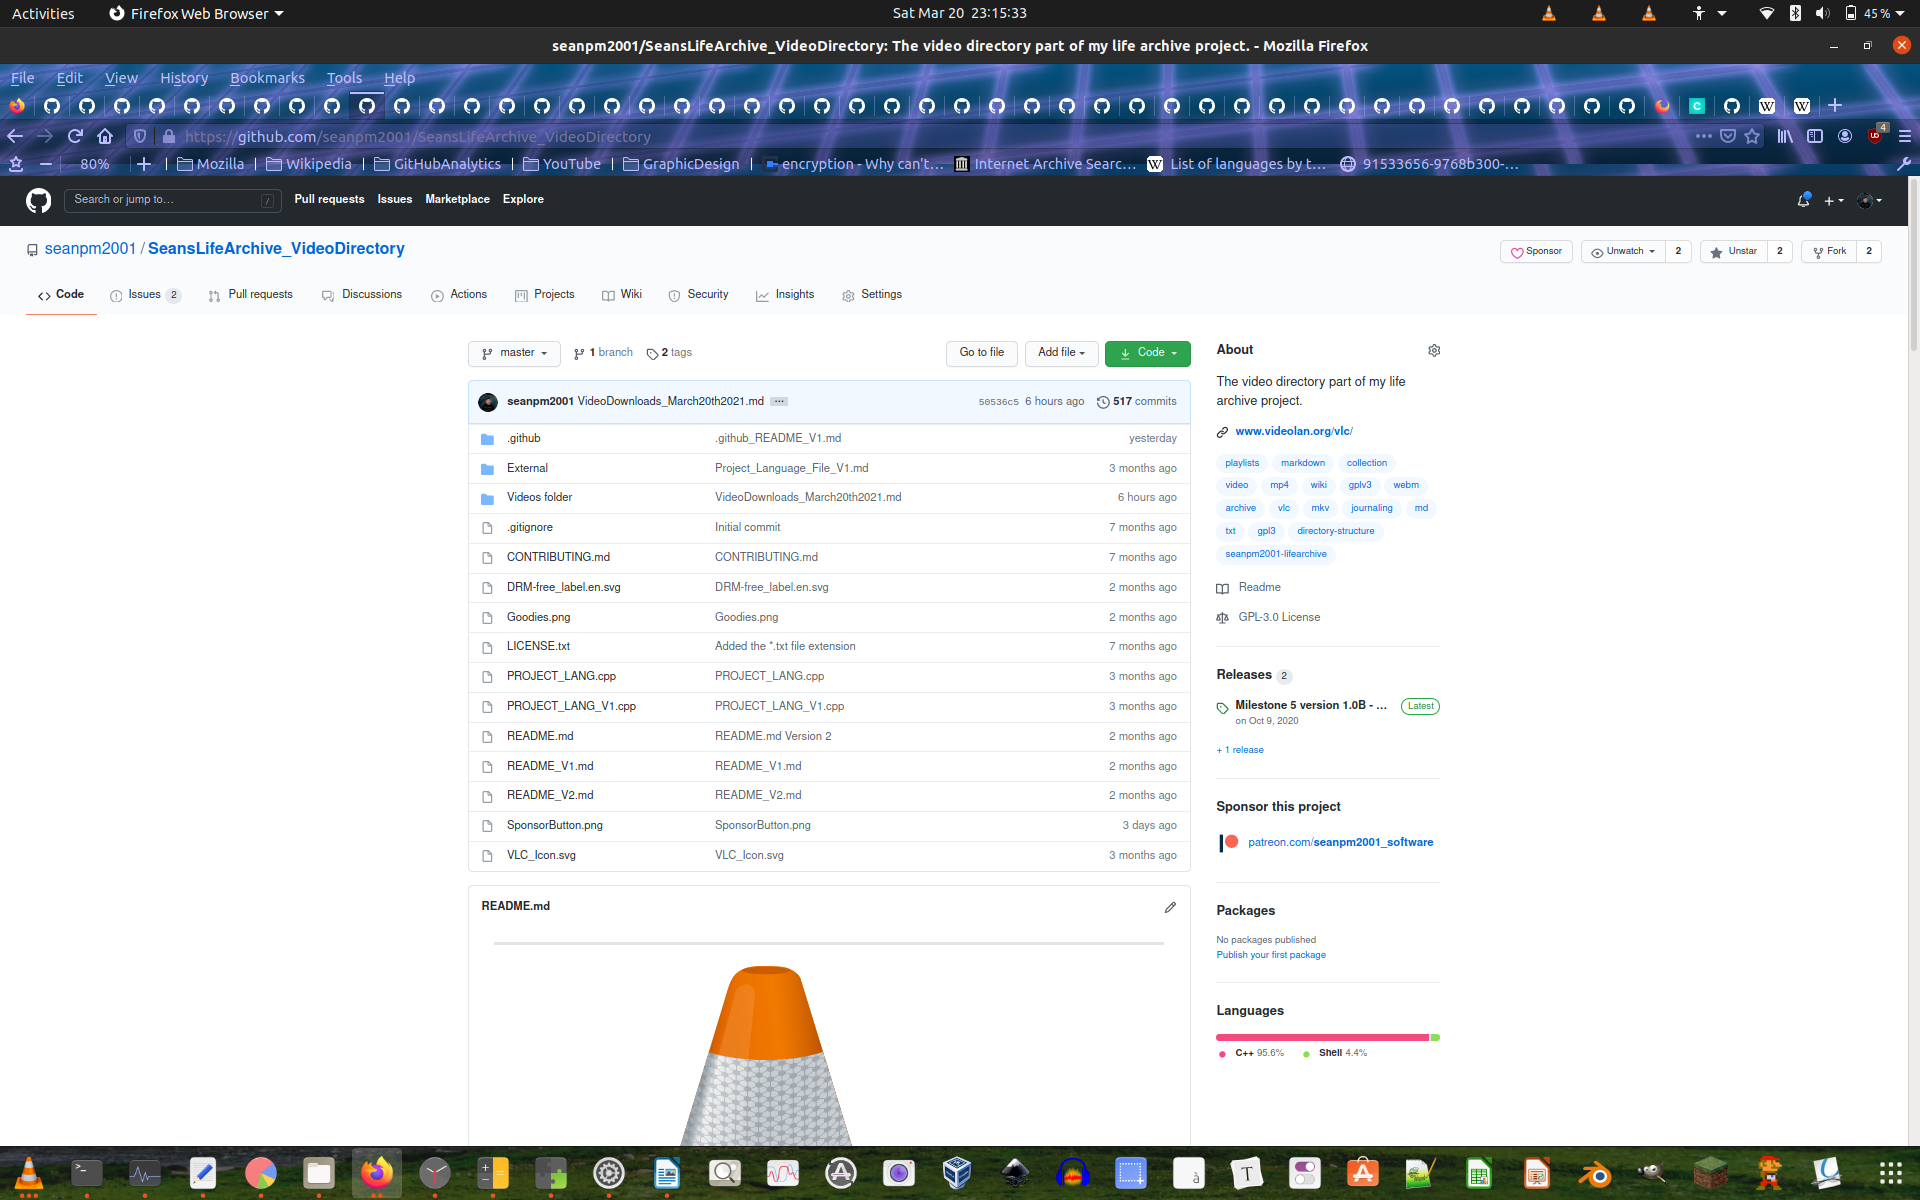 Activities Firefox Web Browser Sat Mar 20 23:15:33 45 %
seanpm2001/SeansLifeArchive_VideoDirectory: The video directory part of my life archive project. - Mozilla Firefox
File Edit View History Bookmarks Tools Help
https://github.com/seanpm2001/SeansLifeArchive_VideoDirectory 4
80% Mozilla Wikipedia GitHubAnalytics YouTube GraphicDesign encryption - Why can't… Internet Archive Searc… List of languages by t… 91533656-9768b300-…
Search or jump to… / Pull requests Issues Marketplace Explore
seanpm2001 / SeansLifeArchive_VideoDirectory Sponsor Unwatch 2 Unstar 2 Fork 2
Code Issues 2 Pull requests Discussions Actions Projects Wiki Security Insights Settings
master 1 branch 2 tags Go to file Add file Code
seanpm2001 VideoDownloads_March20th2021.md ... 50536c5 6 hours ago 517 commits
.github .github_README_V1.md yesterday
External Project_Language_File_V1.md 3 months ago
Videos folder VideoDownloads_March20th2021.md 6 hours ago
.gitignore Initial commit 7 months ago
CONTRIBUTING.md CONTRIBUTING.md 7 months ago
DRM-free_label.en.svg DRM-free_label.en.svg 2 months ago
Goodies.png Goodies.png 2 months ago
LICENSE.txt Added the *.txt file extension 7 months ago
PROJECT_LANG.cpp PROJECT_LANG.cpp 3 months ago
PROJECT_LANG_V1.cpp PROJECT_LANG_V1.cpp 3 months ago
README.md README.md Version 2 2 months ago
README_V1.md README_V1.md 2 months ago
README_V2.md README_V2.md 2 months ago
SponsorButton.png SponsorButton.png 3 days ago
VLC_Icon.svg VLC_Icon.svg 3 months ago
README.md
About
The video directory part of my life
archive project.
www.videolan.org/vlc/
playlists markdown collection
video mp4 wiki gplv3 webm
archive vlc mkv journaling md
txt gpl3 directory-structure
seanpm2001-lifearchive
Readme
GPL-3.0 License
Releases 2
Milestone 5 version 1.0B - ... Latest
on Oct 9, 2020
+ 1 release
Sponsor this project
patreon.com/seanpm2001_software
Packages
No packages published
Publish your first package
Languages
C++ 95.6% Shell 4.4%